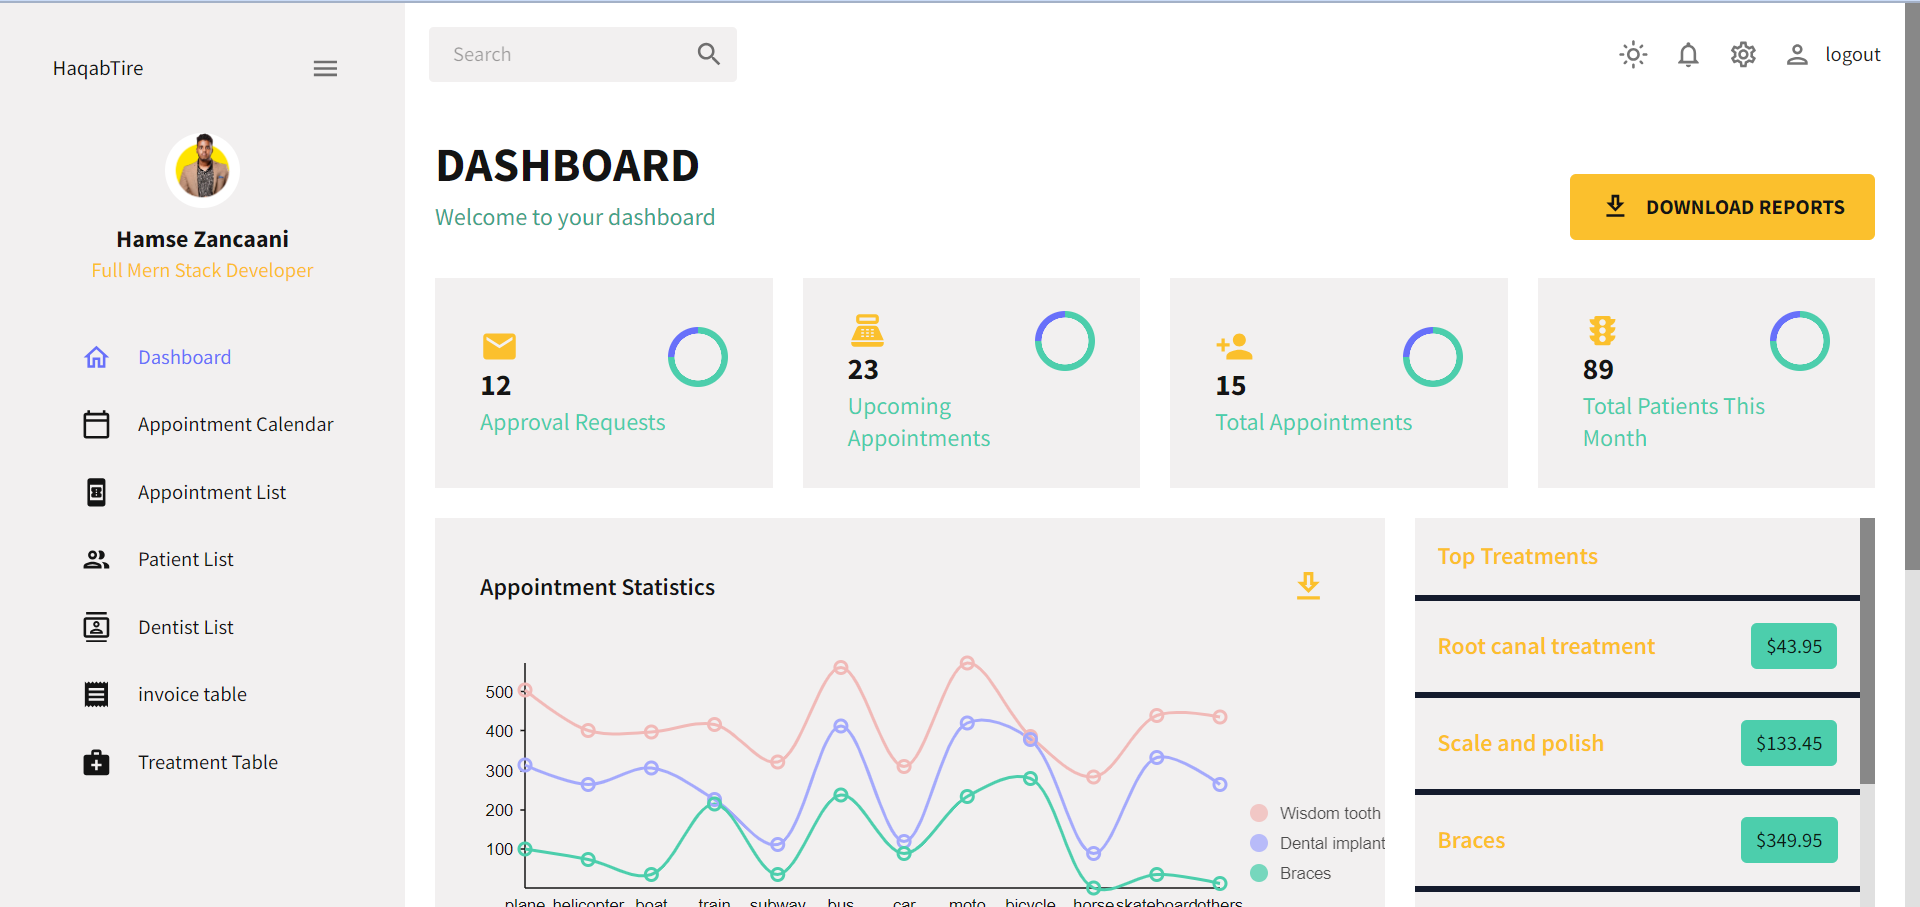 HaqabTire
Search
logout
Hamse Zancaani
Full Mern Stack Developer
Dashboard
Appointment Calendar
Appointment List
Patient List
Dentist List
invoice table
Treatment Table
DASHBOARD
Welcome to your dashboard
DOWNLOAD REPORTS
12
Approval Requests
23
Upcoming
Appointments
15
Total Appointments
89
Total Patients This
Month
Appointment Statistics
500
400
300
200
100
plane helicopter boat train subway bus car moto bicycle horse skateboard others
Wisdom tooth
Dental implant
Braces
Top Treatments
Root canal treatment $43.95
Scale and polish $133.45
Braces $349.95